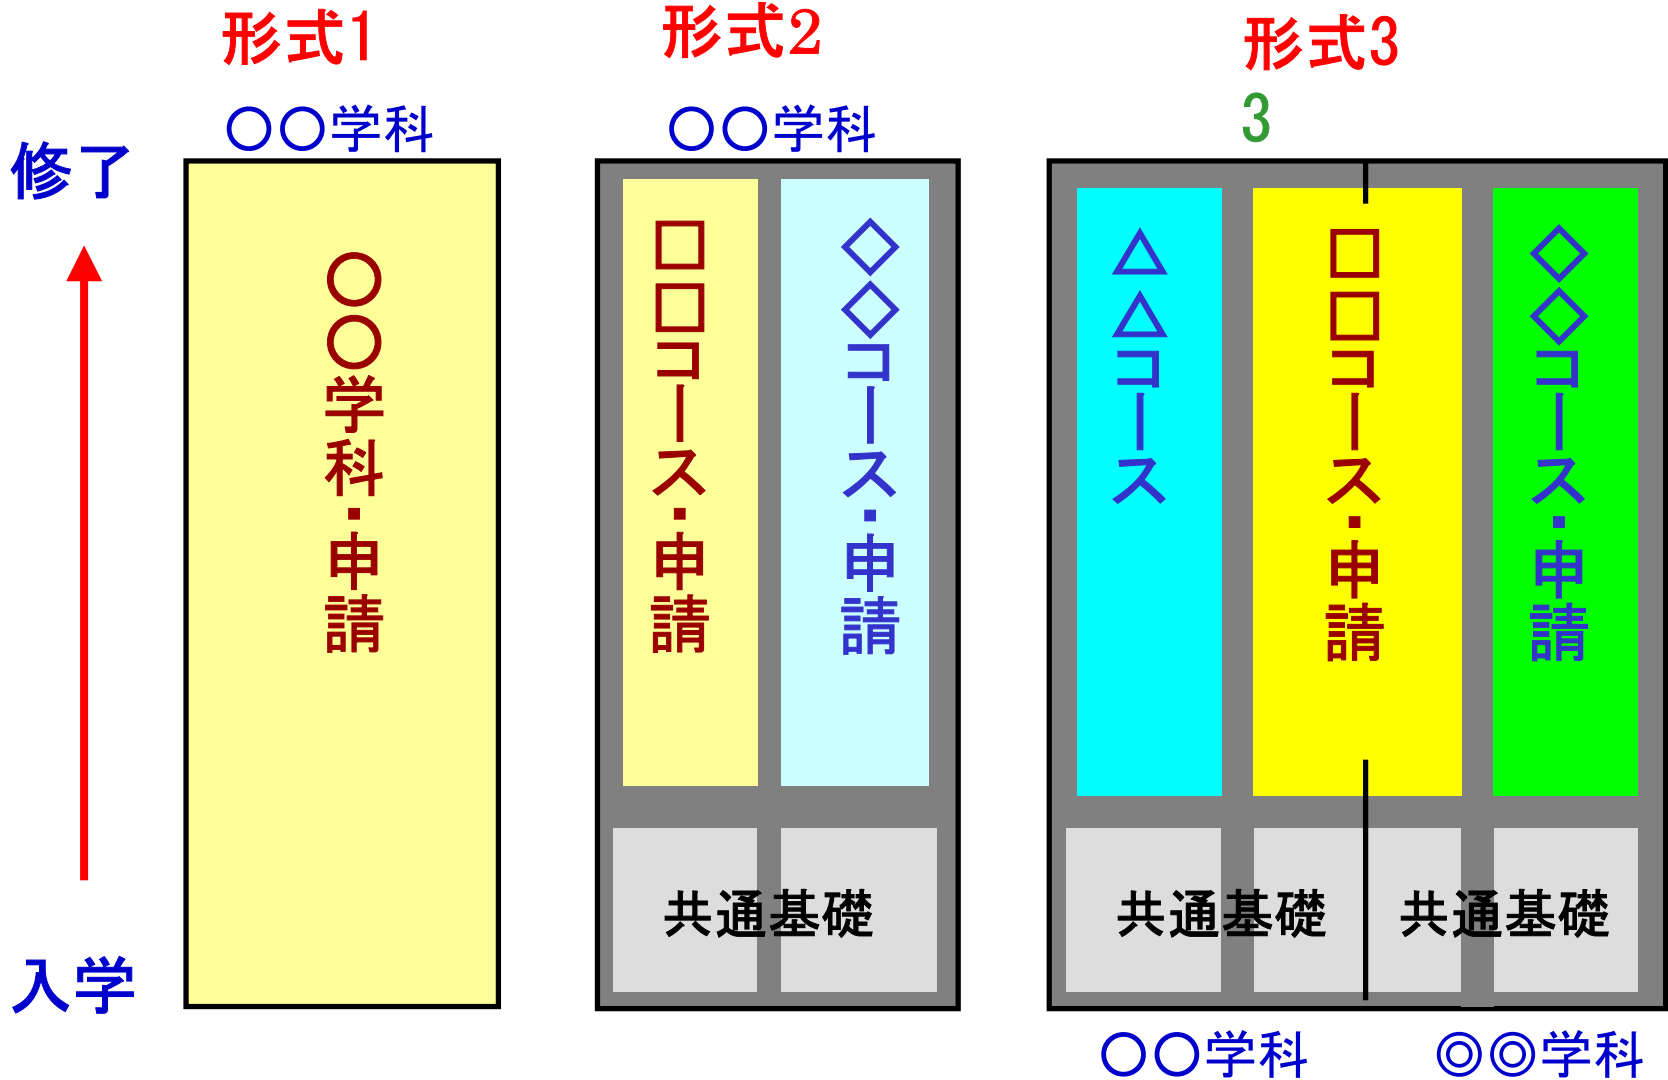 形式1
形式2
形式3
○○学科
○○学科
3
修了
入学
○○学科・申請
□□コース・申請
◇◇コース・申請
共通基礎
△△コース
□□コース・申請
◇◇コース・申請
共通基礎
共通基礎
○○学科
◎◎学科